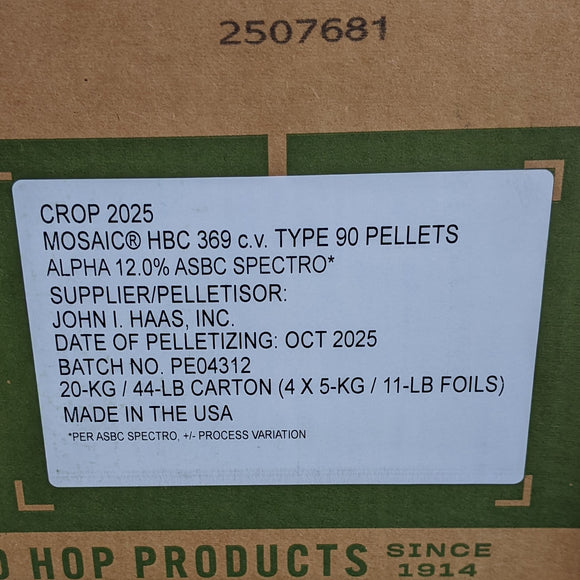 2507681
CROP 2025
MOSAIC® HBC 369 c.v. TYPE 90 PELLETS
ALPHA 12.0% ASBC SPECTRO*
SUPPLIER/PELLETISOR:
JOHN I. HAAS, INC.
DATE OF PELLETIZING: OCT 2025
BATCH NO. PE04312
20-KG / 44-LB CARTON (4 X 5-KG / 11-LB FOILS)
MADE IN THE USA
*PER ASBC SPECTRO, +/- PROCESS VARIATION
HOP PRODUCTS SINCE
1914